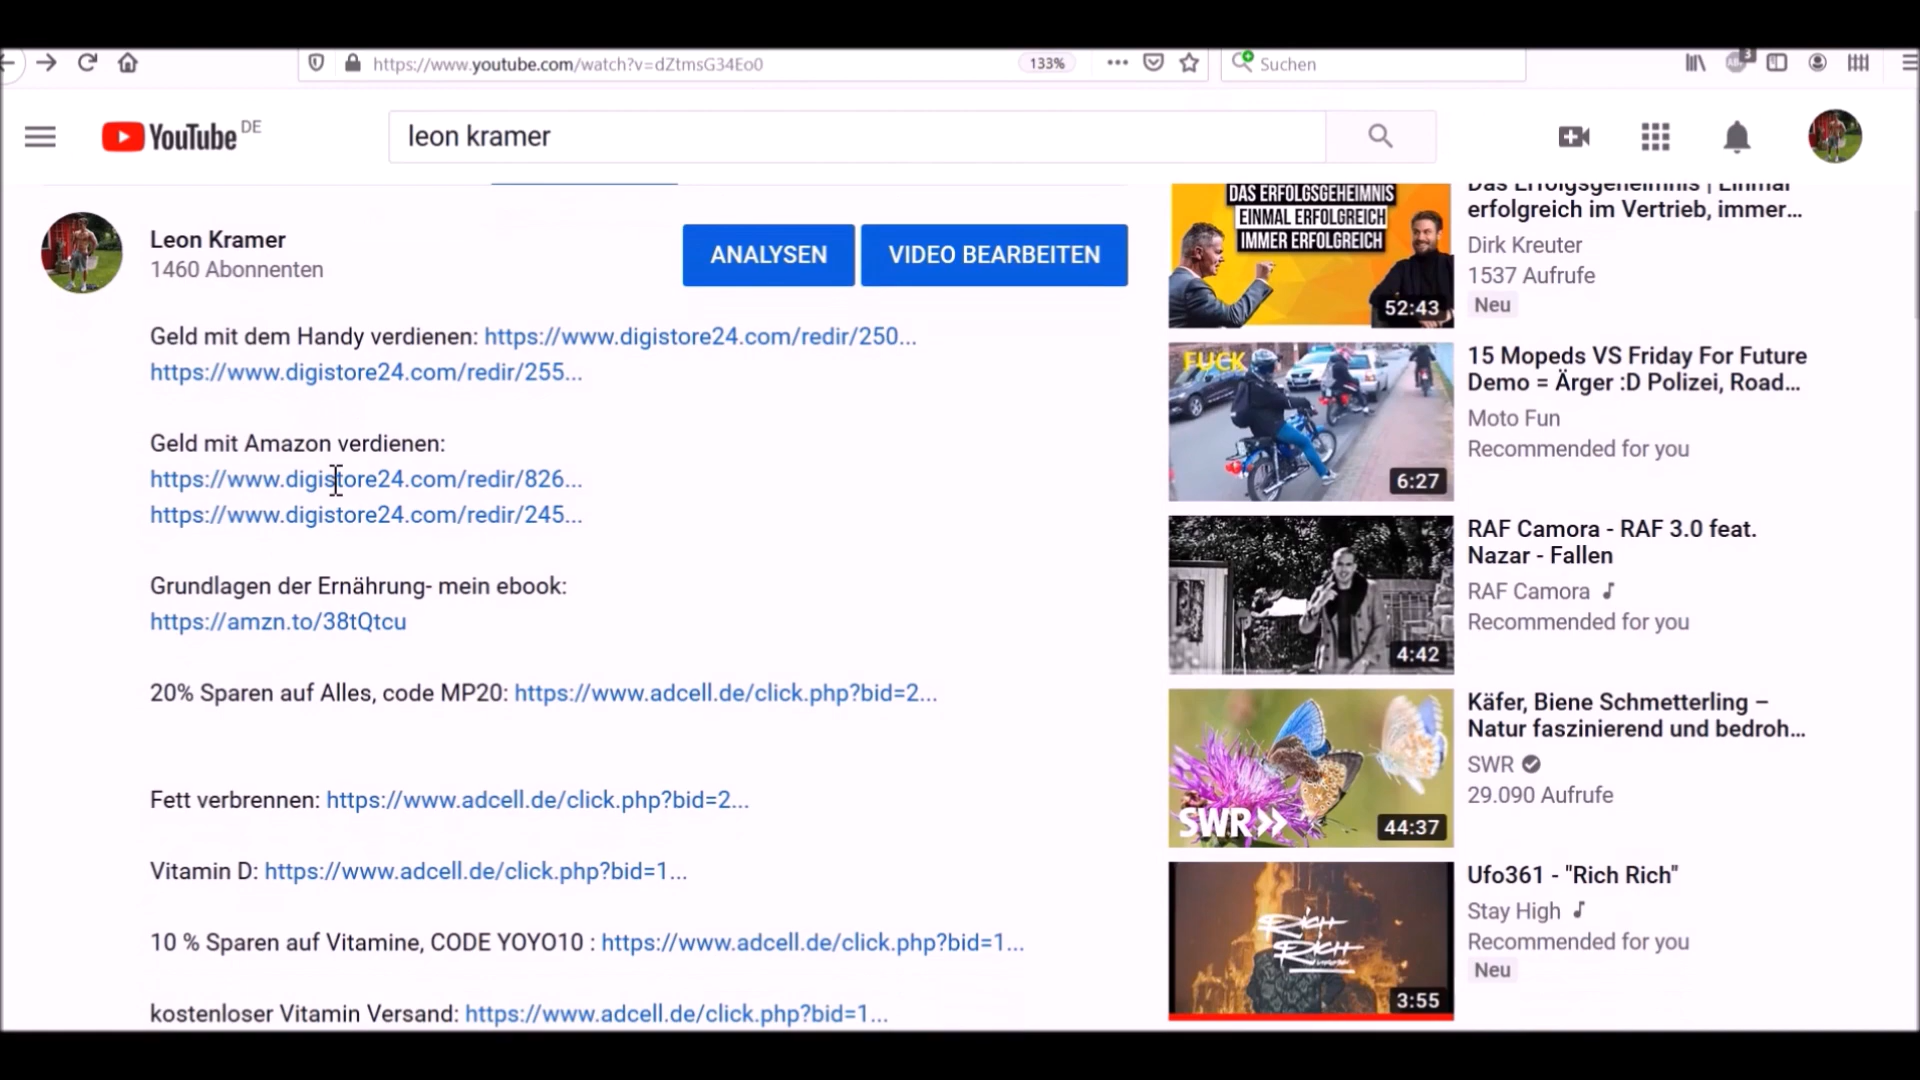 https://www.youtube.com/watch?v=dZtmsG34Eo0
133%
Suchen
3
YouTube DE
leon kramer
Leon Kramer
1460 Abonnenten
ANALYSEN
VIDEO BEARBEITEN
Geld mit dem Handy verdienen: https://www.digistore24.com/redir/250...
https://www.digistore24.com/redir/255...
Geld mit Amazon verdienen:
https://www.digistore24.com/redir/826...
https://www.digistore24.com/redir/245...
Grundlagen der Ernährung- mein ebook:
https://amzn.to/38tQtcu
20% Sparen auf Alles, code MP20: https://www.adcell.de/click.php?bid=2...
Fett verbrennen: https://www.adcell.de/click.php?bid=2...
Vitamin D: https://www.adcell.de/click.php?bid=1...
10 % Sparen auf Vitamine, CODE YOYO10 : https://www.adcell.de/click.php?bid=1...
kostenloser Vitamin Versand: https://www.adcell.de/click.php?bid=1...
DAS ERFOLGSGEHEIMNIS
EINMAL ERFOLGREICH
IMMER ERFOLGREICH
52:43
Das Erfolgsgeheimnis | Einmal
erfolgreich im Vertrieb, immer...
Dirk Kreuter
1537 Aufrufe
Neu
FUCK
6:27
15 Mopeds VS Friday For Future
Demo = Ärger :D Polizei, Road...
Moto Fun
Recommended for you
4:42
RAF Camora - RAF 3.0 feat.
Nazar - Fallen
RAF Camora
Recommended for you
SWR
44:37
Käfer, Biene Schmetterling –
Natur faszinierend und bedroh...
SWR
29.090 Aufrufe
RICH
RICH
3:55
Ufo361 - "Rich Rich"
Stay High
Recommended for you
Neu